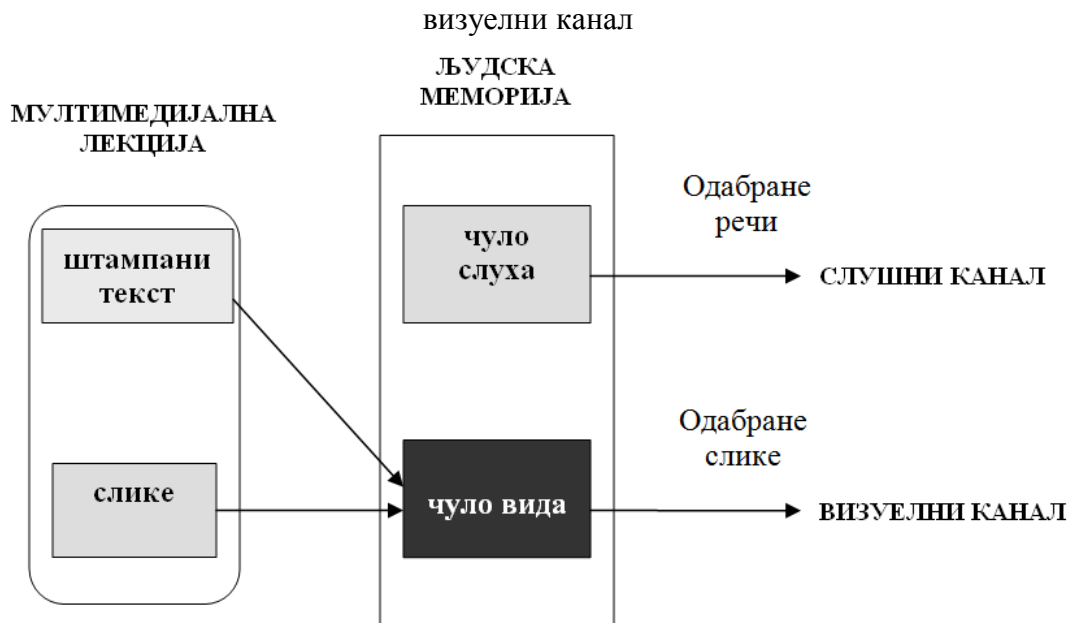 визуелни канал
ЉУДСКА
МЕМОРИЈА
МУЛТИМЕДИЈАЛНА
ЛЕКЦИЈА
штампани
текст
чуло
слуха
Одабране
речи
СЛУШНИ КАНАЛ
слике
чуло вида
Одабране
слике
ВИЗУЕЛНИ КАНАЛ